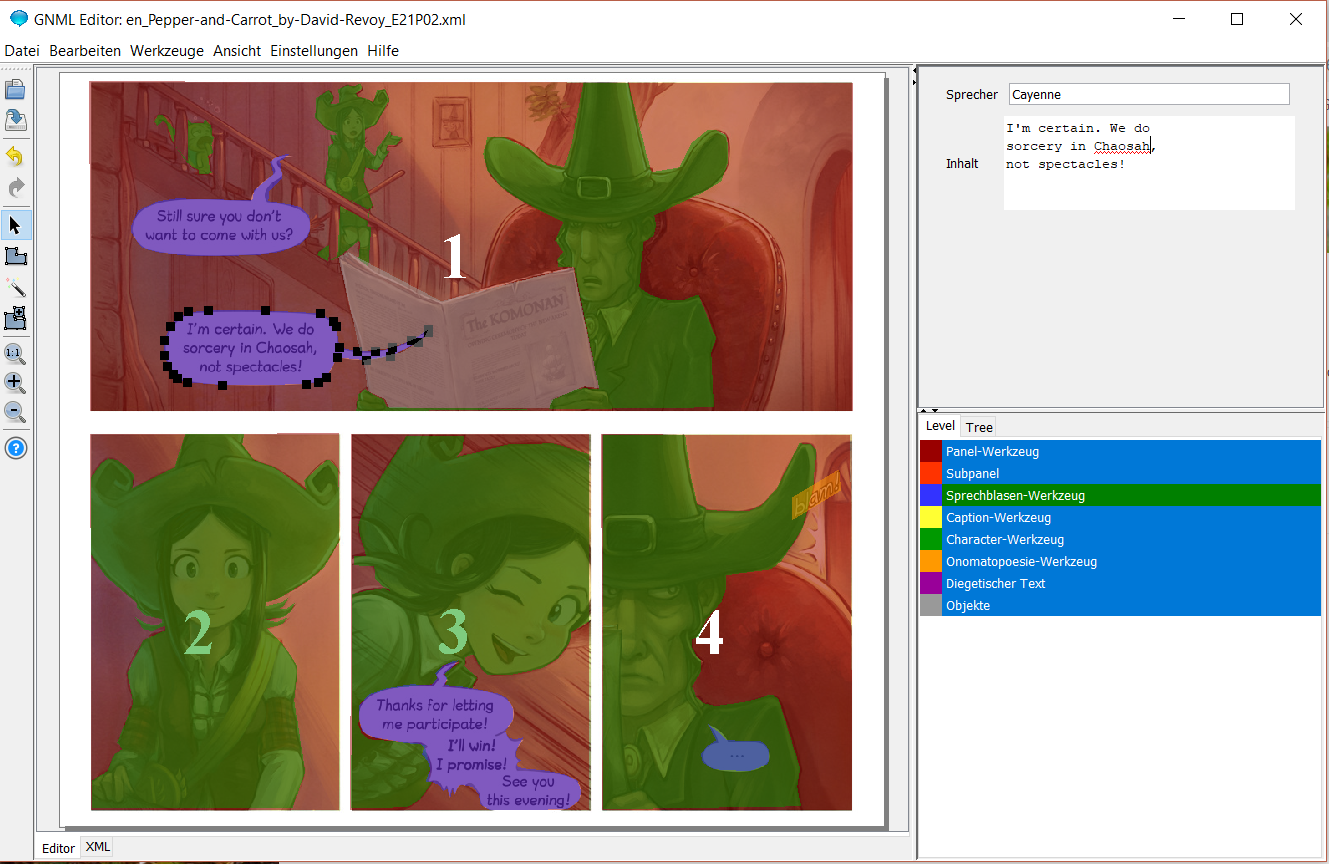 GNML Editor: en_Pepper-and-Carrot_by-David-Revoy_E21P02.xml
Datei Bearbeiten Werkzeuge Ansicht Einstellungen Hilfe
1:1
?
Still sure you don't
want to come with us?
1
The KOMONAN
I'm certain. We do
sorcery in Chaosah,
not spectacles!
2
3
Thanks for letting
me participate!
I'll win!
I promise!
See you
this evening!
4
blam!
...
Editor XML
Sprecher Cayenne
Inhalt
I'm certain. We do
sorcery in Chaosah,
not spectacles!
Level Tree
Panel-Werkzeug
Subpanel
Sprechblasen-Werkzeug
Caption-Werkzeug
Character-Werkzeug
Onomatopoesie-Werkzeug
Diegetischer Text
Objekte